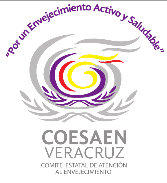 "Por un Envejecimiento Activo y Saludable"
COESAEN
VERACRUZ
COMITÉ ESTATAL DE ATENCIÓN
AL ENVEJECIMIENTO